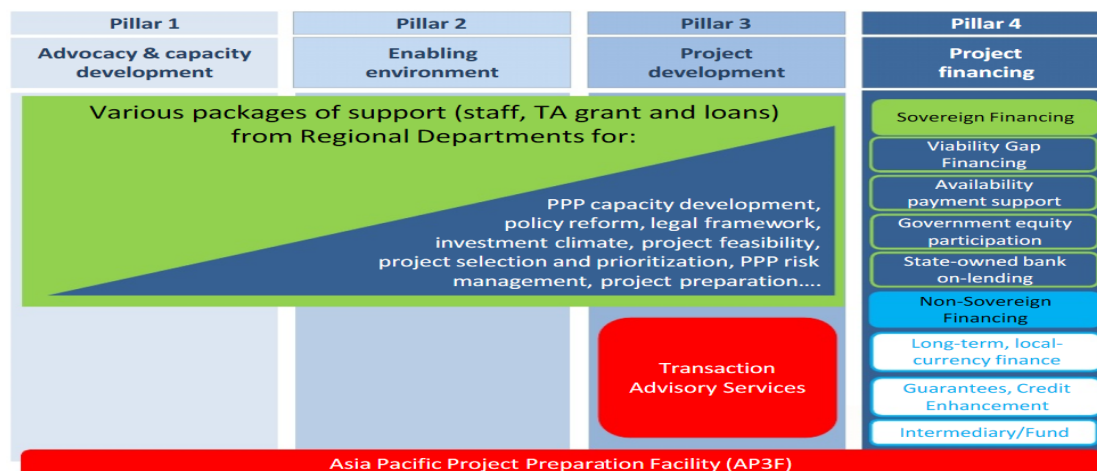 Pillar 1
Advocacy & capacity
development
Pillar 2
Enabling
environment
Pillar 3
Project
development
Pillar 4
Project
financing
Various packages of support (staff, TA grant and loans)
from Regional Departments for:
PPP capacity development,
policy reform, legal framework,
investment climate, project feasibility,
project selection and prioritization, PPP risk
management, project preparation....
Transaction
Advisory Services
Sovereign Financing
Viability Gap
Financing
Availability
payment support
Government equity
participation
State-owned bank
on-lending
Non-Sovereign
Financing
Long-term, local-
currency finance
Guarantees, Credit
Enhancement
Intermediary/Fund
Asia Pacific Project Preparation Facility (AP3F)